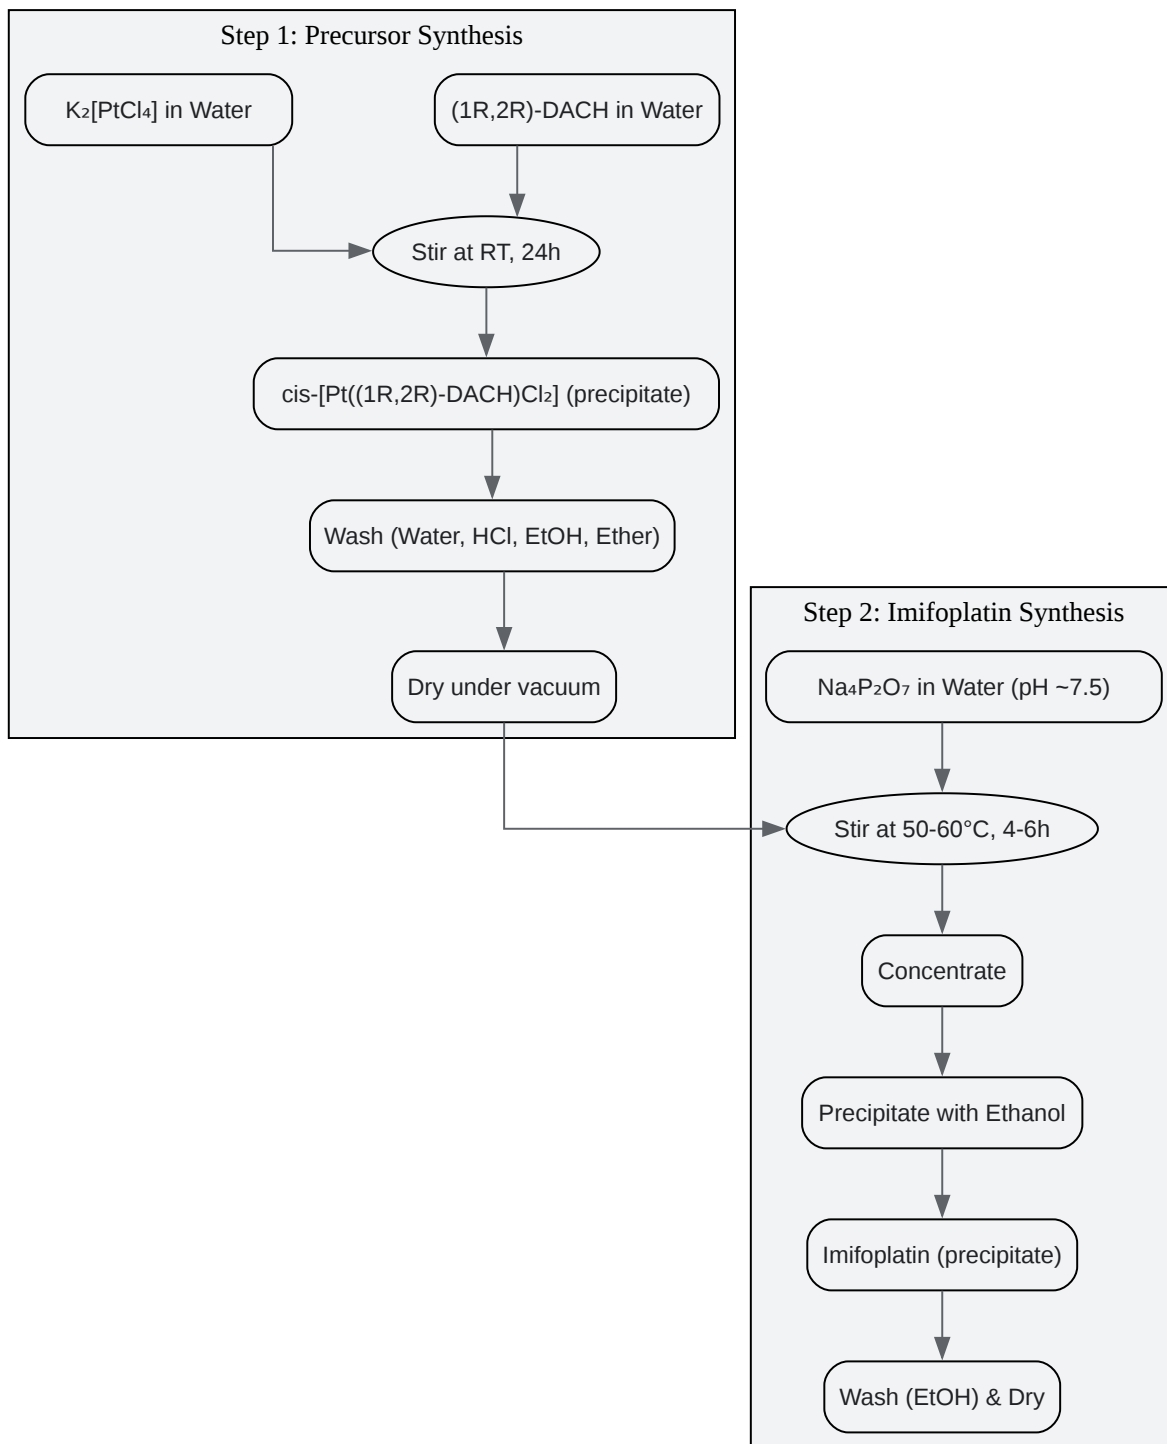 Step 1: Precursor Synthesis
K₂[PtCl₄] in Water
(1R,2R)-DACH in Water
Stir at RT, 24h
cis-[Pt((1R,2R)-DACH)Cl₂] (precipitate)
Wash (Water, HCl, EtOH, Ether)
Dry under vacuum
Step 2: Imifoplatin Synthesis
Na₄P₂O₇ in Water (pH ~7.5)
Stir at 50-60°C, 4-6h
Concentrate
Precipitate with Ethanol
Imifoplatin (precipitate)
Wash (EtOH) & Dry